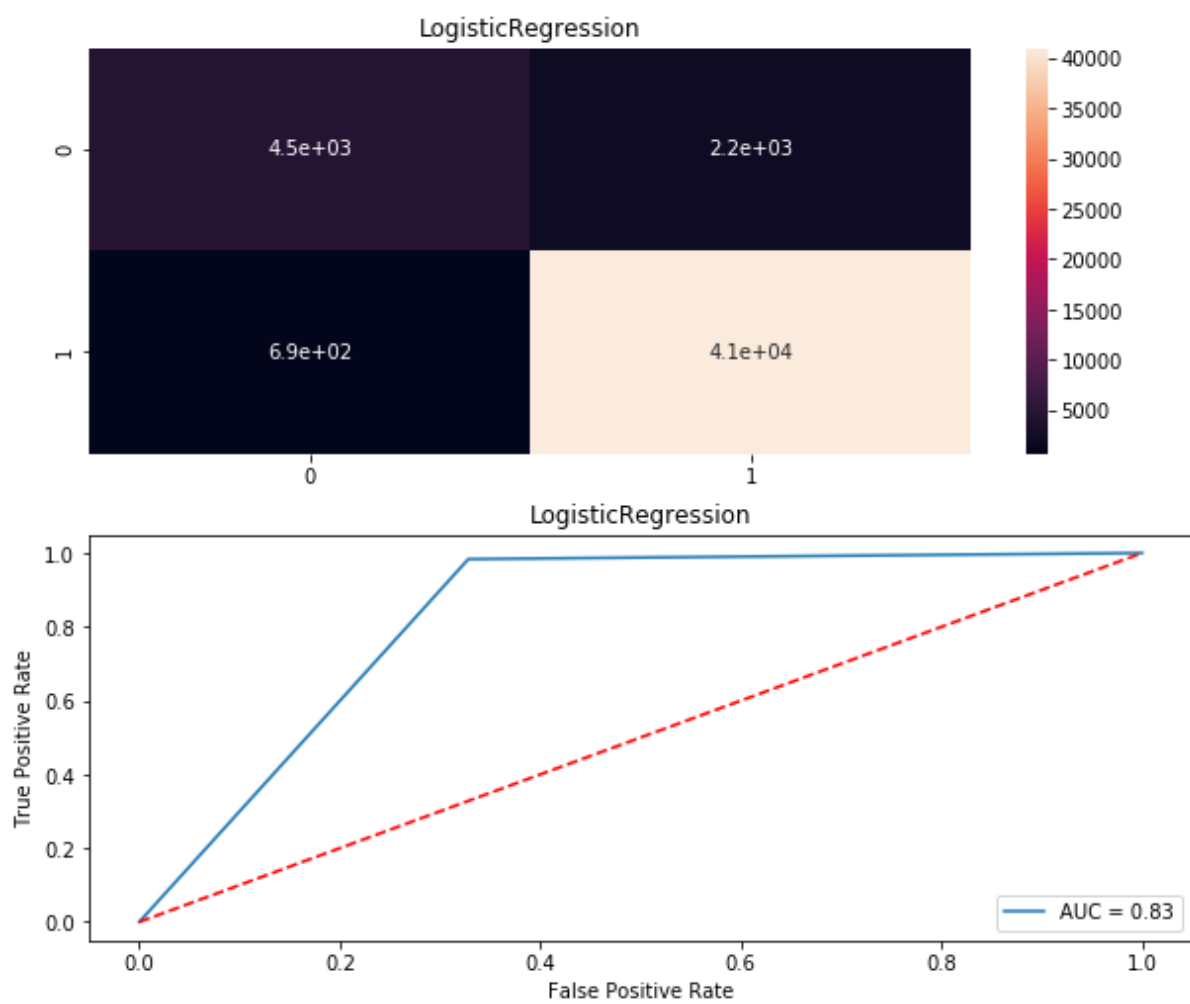 LogisticRegression
0
4.5e+03 2.2e+03
1
6.9e+02 4.1e+04
0 1
40000
35000
30000
25000
20000
15000
10000
5000
LogisticRegression
True Positive Rate
1.0
0.8
0.6
0.4
0.2
0.0
AUC = 0.83
0.0 0.2 0.4 0.6 0.8 1.0
False Positive Rate